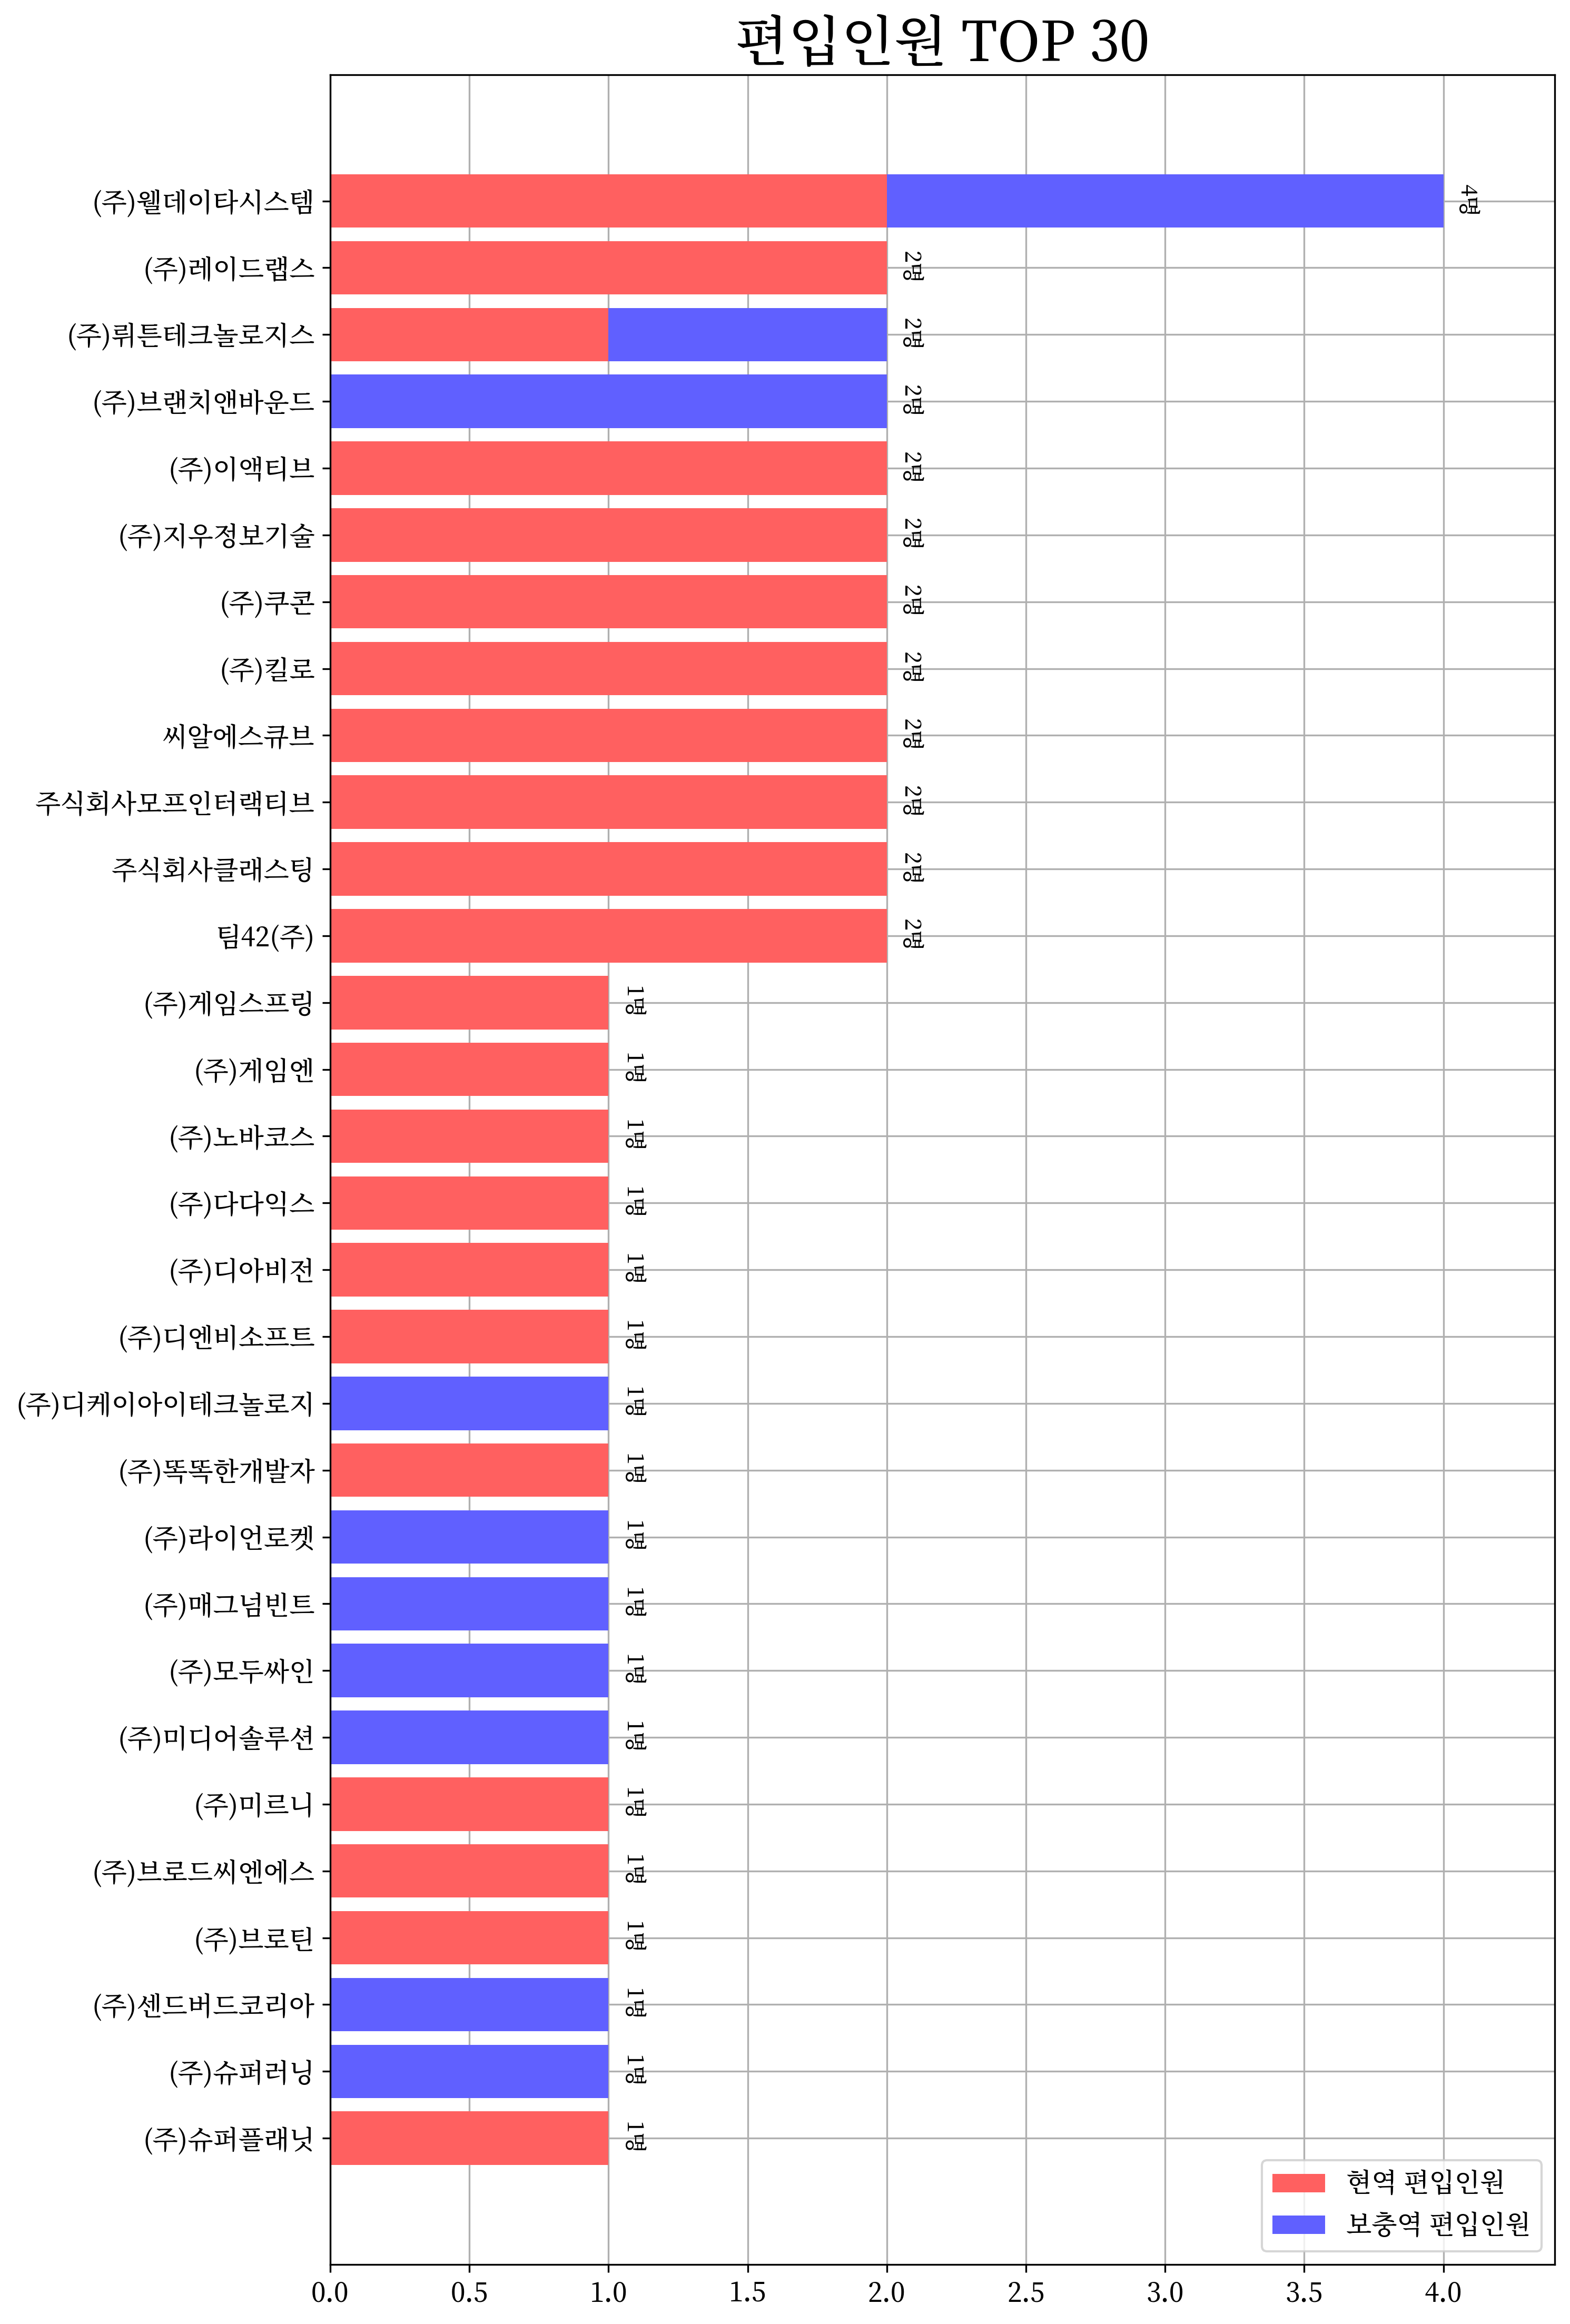 편입인원 TOP 30
(주)웰데이타시스템 4명
(주)레이드랩스 2명
(주)뤼튼테크놀로지스 2명
(주)브랜치앤바운드 2명
(주)이액티브 2명
(주)지우정보기술 2명
(주)쿠콘 2명
(주)킬로 2명
씨알에스큐브 2명
주식회사모프인터랙티브 2명
주식회사클래스팅 2명
팀42(주) 2명
(주)게임스프링 1명
(주)게임엔 1명
(주)노바코스 1명
(주)다다익스 1명
(주)디아비전 1명
(주)디엔비소프트 1명
(주)디케이아이테크놀로지 1명
(주)똑똑한개발자 1명
(주)라이언로켓 1명
(주)매그넘빈트 1명
(주)모두싸인 1명
(주)미디어솔루션 1명
(주)미르니 1명
(주)브로드씨엔에스 1명
(주)브로틴 1명
(주)센드버드코리아 1명
(주)슈퍼러닝 1명
(주)슈퍼플래닛 1명
현역 편입인원
보충역 편입인원
0.0 0.5 1.0 1.5 2.0 2.5 3.0 3.5 4.0